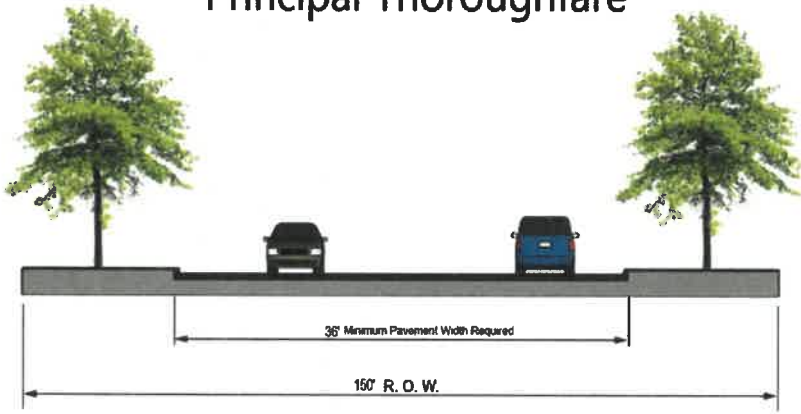 Principal Thoroughfare
36' Minimum Pavement Width Required
150' R. O. W.